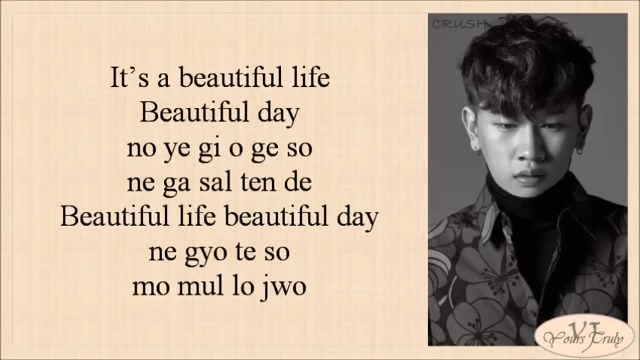 CRUSH
It's a beautiful life
Beautiful day
no ye gi o ge so
ne ga sal ten de
Beautiful life beautiful day
ne gyo te so
mo mul lo jwo
VJ
Yours Truly